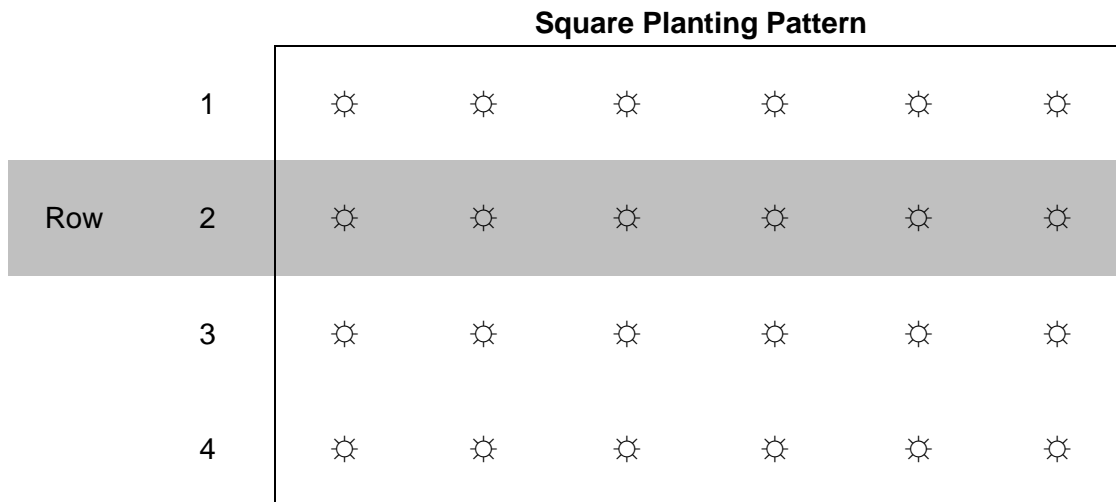 Square Planting Pattern
1 ☼ ☼ ☼ ☼ ☼ ☼
Row 2 ☼ ☼ ☼ ☼ ☼ ☼
3 ☼ ☼ ☼ ☼ ☼ ☼
4 ☼ ☼ ☼ ☼ ☼ ☼